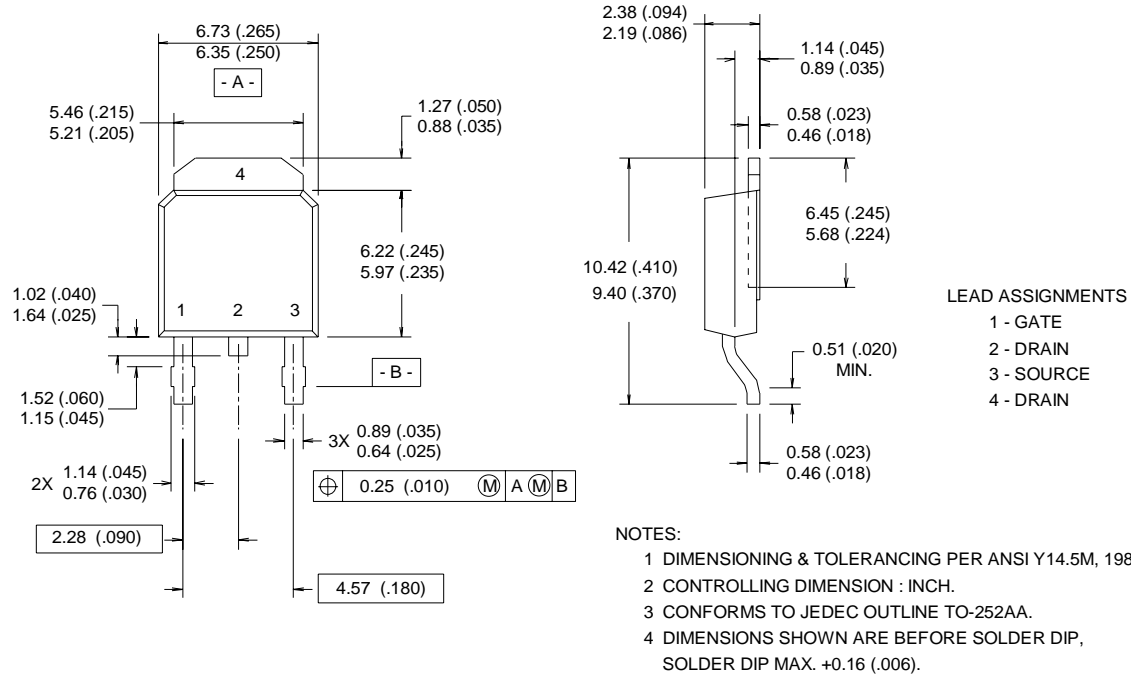 6.73 (.265)
6.35 (.250)
- A -
5.46 (.215)
5.21 (.205)
1.27 (.050)
0.88 (.035)
4
6.22 (.245)
5.97 (.235)
1.02 (.040)
1.64 (.025)
1 2 3
- B -
1.52 (.060)
1.15 (.045)
3X 0.89 (.035)
0.64 (.025)
2X 1.14 (.045)
0.76 (.030)
0.25 (.010) M A M B
2.28 (.090)
4.57 (.180)
2.38 (.094)
2.19 (.086)
1.14 (.045)
0.89 (.035)
0.58 (.023)
0.46 (.018)
6.45 (.245)
5.68 (.224)
10.42 (.410)
9.40 (.370)
0.51 (.020)
MIN.
0.58 (.023)
0.46 (.018)
LEAD ASSIGNMENTS
1 - GATE
2 - DRAIN
3 - SOURCE
4 - DRAIN
NOTES:
1 DIMENSIONING & TOLERANCING PER ANSI Y14.5M, 198
2 CONTROLLING DIMENSION : INCH.
3 CONFORMS TO JEDEC OUTLINE TO-252AA.
4 DIMENSIONS SHOWN ARE BEFORE SOLDER DIP,
SOLDER DIP MAX. +0.16 (.006).